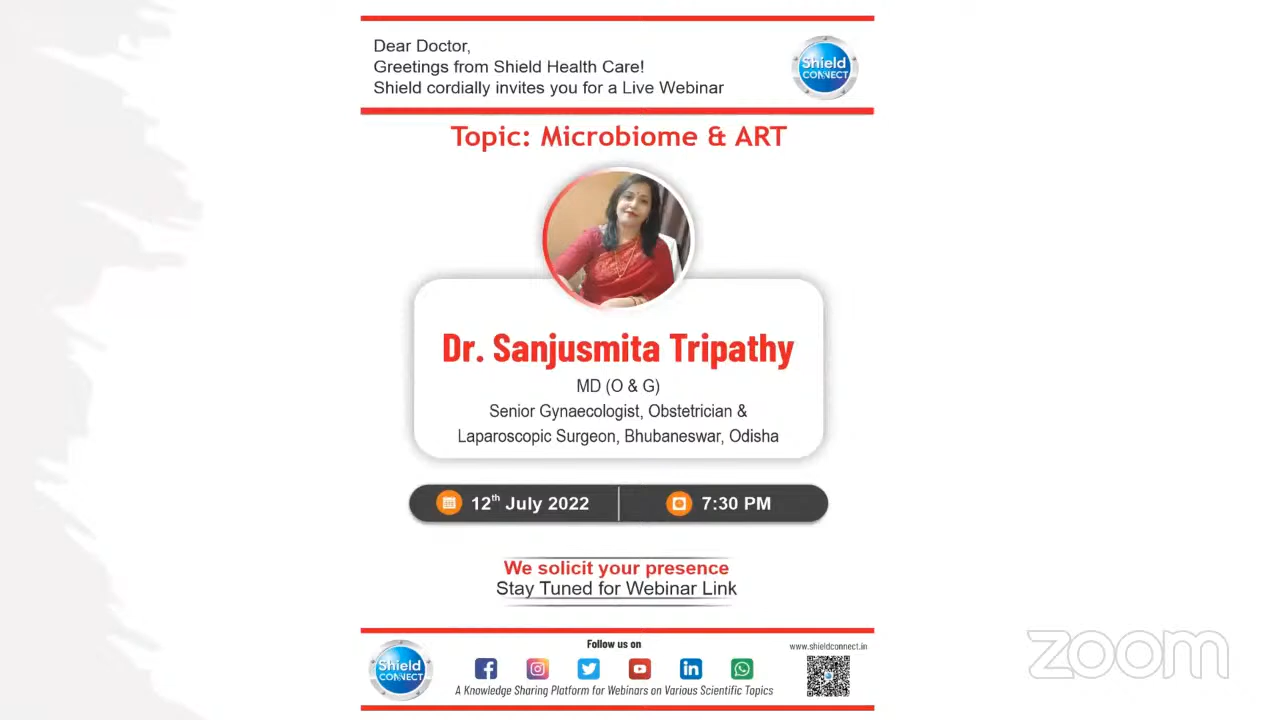 Dear Doctor,
Greetings from Shield Health Care!
Shield cordially invites you for a Live Webinar
Shield
CONNECT
Topic: Microbiome & ART
Dr. Sanjusmita Tripathy
MD (O & G)
Senior Gynaecologist, Obstetrician &
Laparoscopic Surgeon, Bhubaneswar, Odisha
12th July 2022
7:30 PM
We solicit your presence
Stay Tuned for Webinar Link
Shield
CONNECT
Follow us on
A Knowledge Sharing Platform for Webinars on Various Scientific Topics
www.shieldconnect.in
zoom